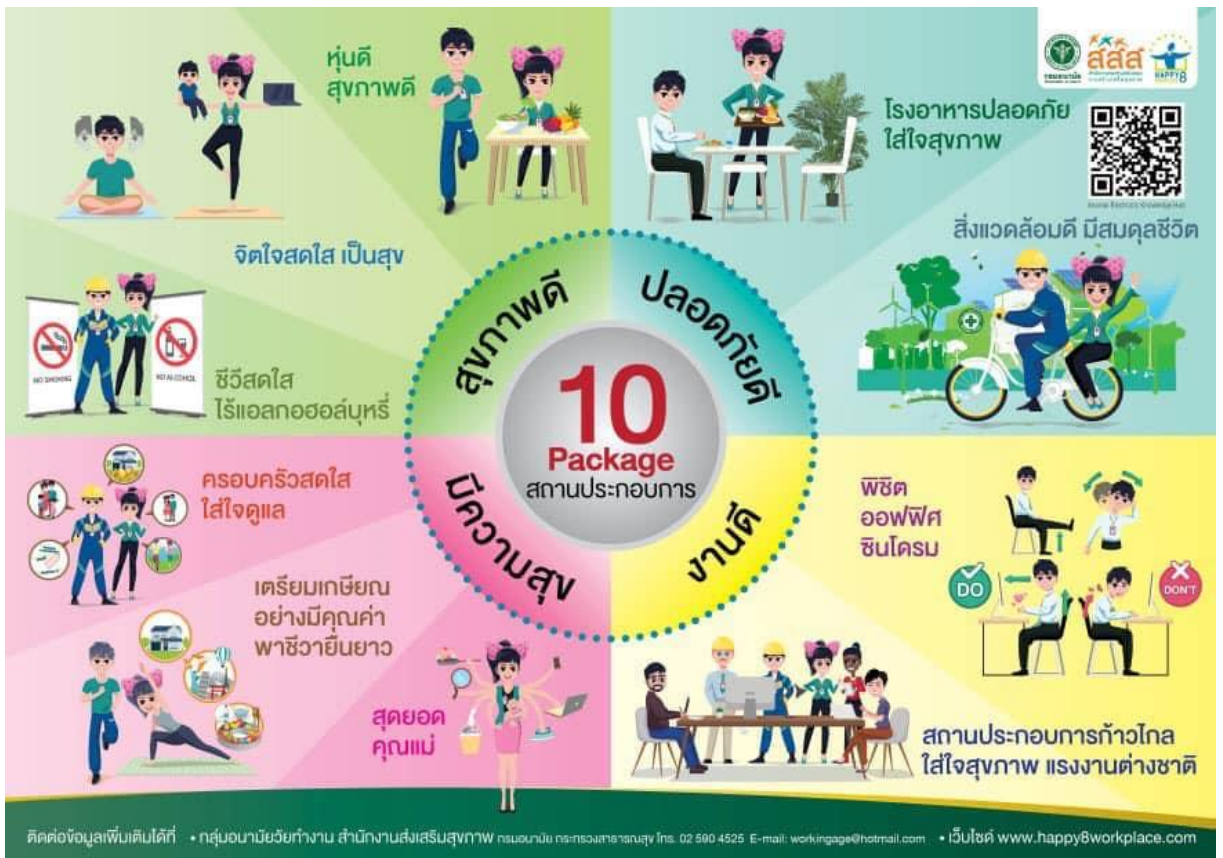 หุ่นดี
สุขภาพดี
จิตใจสดใส เป็นสุข
NO SMOKING
NO ALCOHOL
ชีวีสดใส
ไร้แอลกอฮอล์บุหรี่
กรมอนามัย
สสส
HAPPY8
โรงอาหารปลอดภัย
ใส่ใจสุขภาพ
สิ่งแวดล้อมดี มีสมดุลชีวิต
สุขภาพดี
ปลอดภัยดี
10
Package
สถานประกอบการ
มีความสุข
งานดี
ครอบครัวสดใส
ใส่ใจดูแล
เตรียมเกษียณ
อย่างมีคุณค่า
พาชีวายืนยาว
สุดยอด
คุณแม่
พิชิต
ออฟฟิศ
ซินโดรม
DO
DON'T
สถานประกอบการก้าวไกล
ใส่ใจสุขภาพ แรงงานต่างชาติ
ติดต่อข้อมูลเพิ่มเติมได้ที่ • กลุ่มอนามัยวัยทำงาน สำนักงานส่งเสริมสุขภาพ กรมอนามัย กระทรวงสาธารณสุข โทร. 02 590 4525 E-mail: workingage@hotmail.com • เว็บไซต์ www.happy8workplace.com